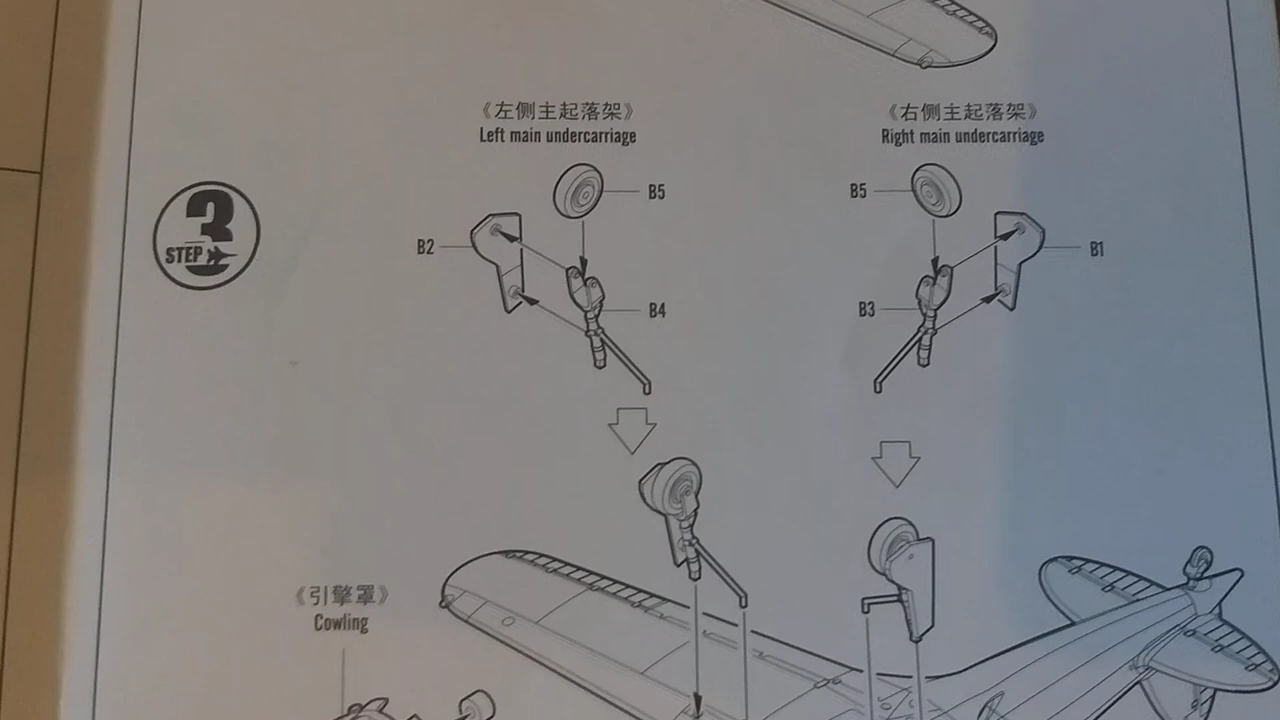 《左侧主起落架》
Left main undercarriage
《右侧主起落架》
Right main undercarriage
3
STEP
B5
B5
B2
B1
B4
B3
《引擎罩》
Cowling